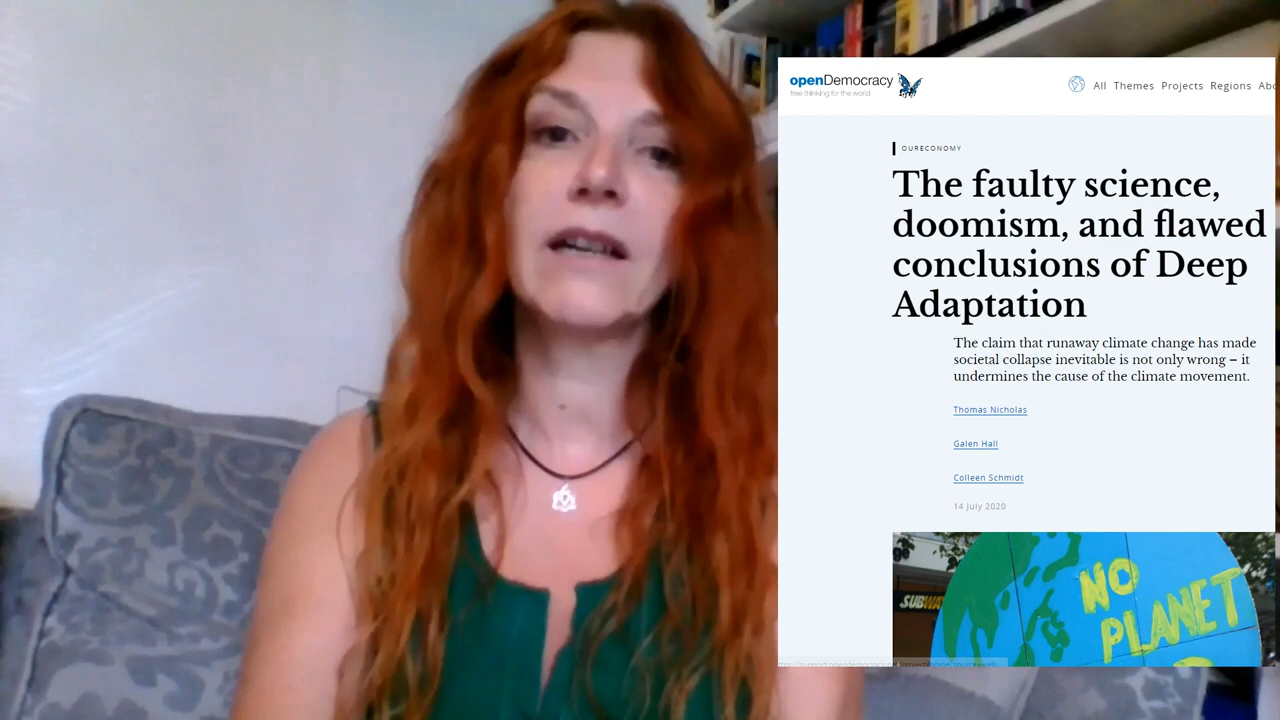 openDemocracy
free thinking for the world
All Themes Projects Regions Abo
OURECONOMY
The faulty science,
doomism, and flawed
conclusions of Deep
Adaptation
The claim that runaway climate change has made
societal collapse inevitable is not only wrong – it
undermines the cause of the climate movement.
Thomas Nicholas
Galen Hall
Colleen Schmidt
14 July 2020
SUBWA
NO
PLANET